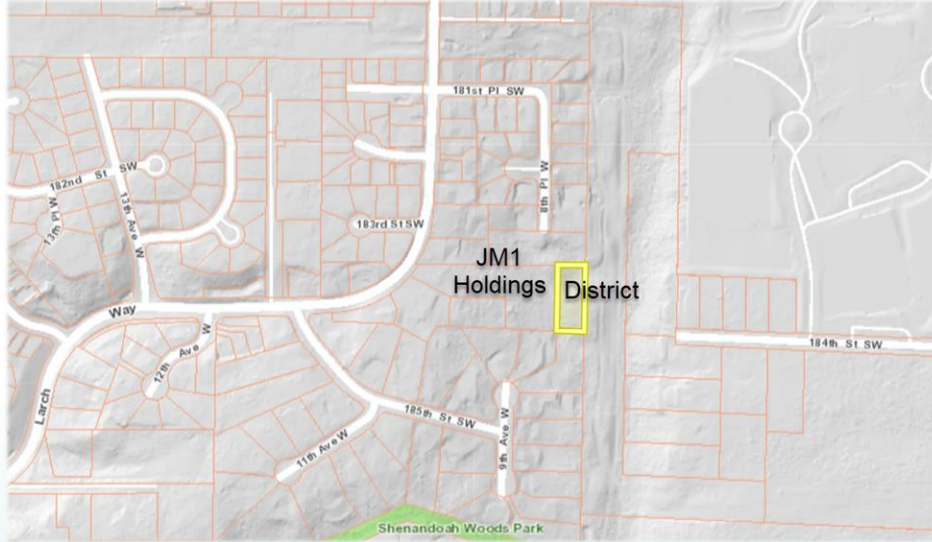 181st Pl SW
182nd St SW
13th Pl W
13th Ave W
8th Pl W
183rd St SW
JM1
Holdings
District
Way
12th Ave W
184th St SW
Larch
185th St SW
11th Ave W
9th Ave W
Shenandoah Woods Park